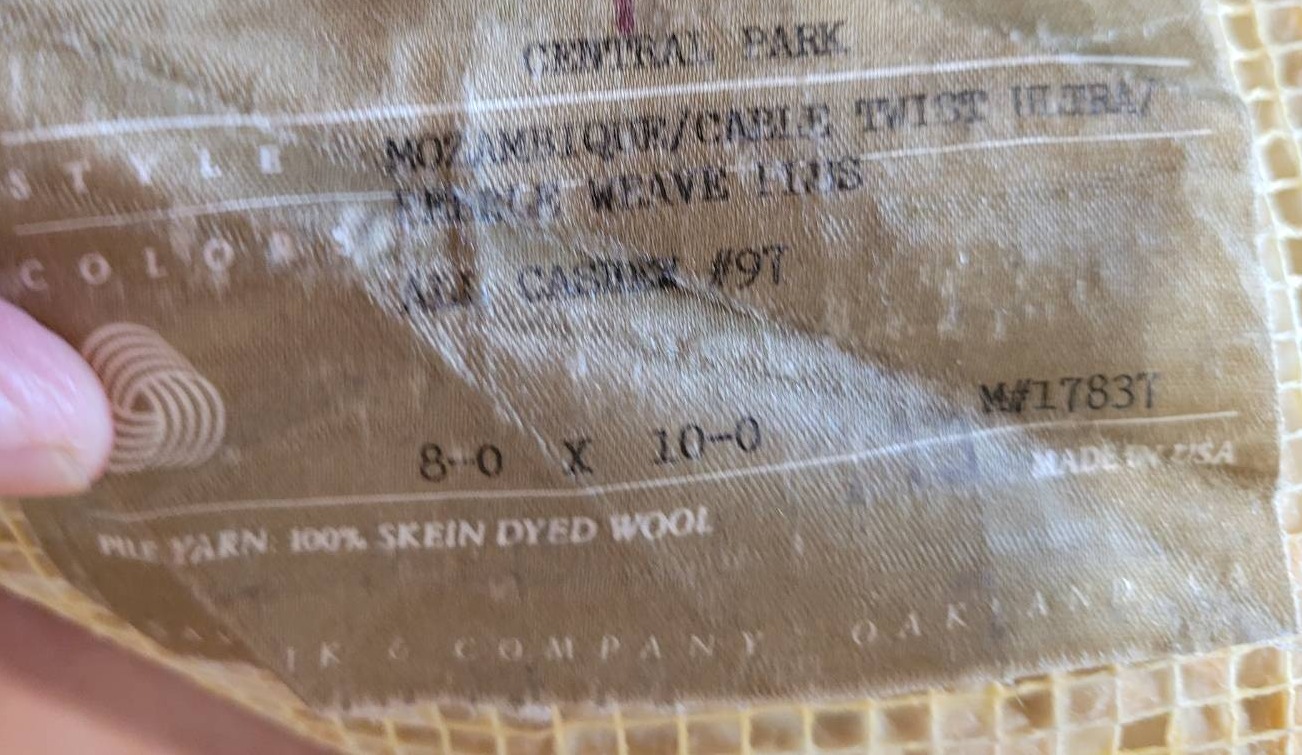 CENTRAL PARK
STYLE MOZAMBIQUE/CABLE TWIST ULTRA/
WEAVE
COLORS #97
M#17837
8-0 X 10-0
MADE IN USA
PILE YARN: 100% SKEIN DYED WOOL
& COMPANY OAKLAND